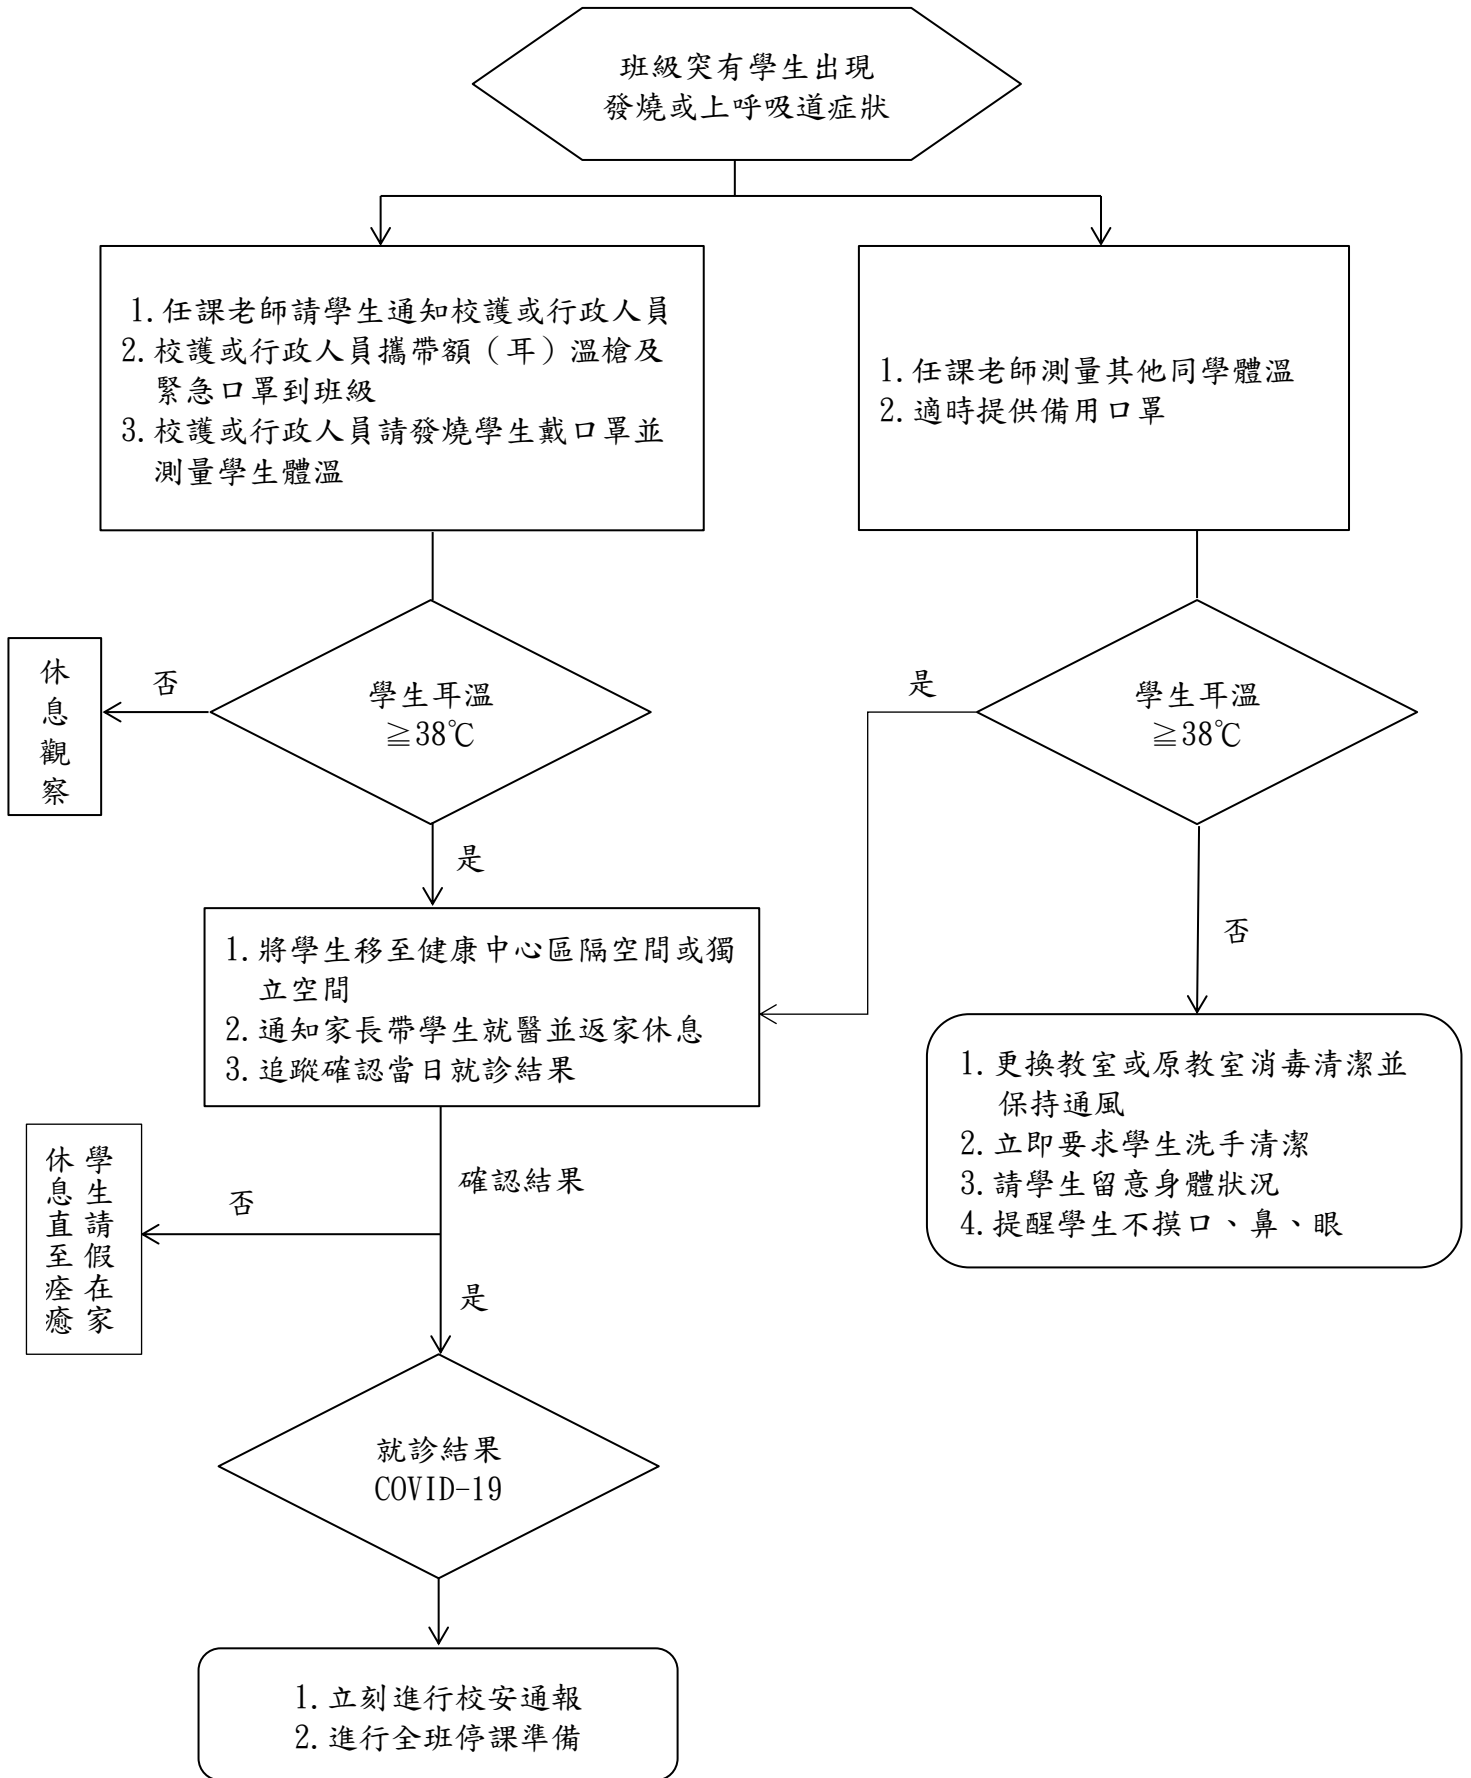 班級突有學生出現
發燒或上呼吸道症狀
1.任課老師請學生通知校護或行政人員
2.校護或行政人員攜帶額（耳）溫槍及
緊急口罩到班級
3.校護或行政人員請發燒學生戴口罩並
測量學生體溫
1.任課老師測量其他同學體溫
2.適時提供備用口罩
休息觀察
否
學生耳溫
≧38℃
是
是
學生耳溫
≧38℃
否
1.將學生移至健康中心區隔空間或獨
立空間
2.通知家長帶學生就醫並返家休息
3.追蹤確認當日就診結果
1.更換教室或原教室消毒清潔並
保持通風
2.立即要求學生洗手清潔
3.請學生留意身體狀況
4.提醒學生不摸口、鼻、眼
學生請假在家
休息直至痊癒
否
確認結果
是
就診結果
COVID-19
1.立刻進行校安通報
2.進行全班停課準備